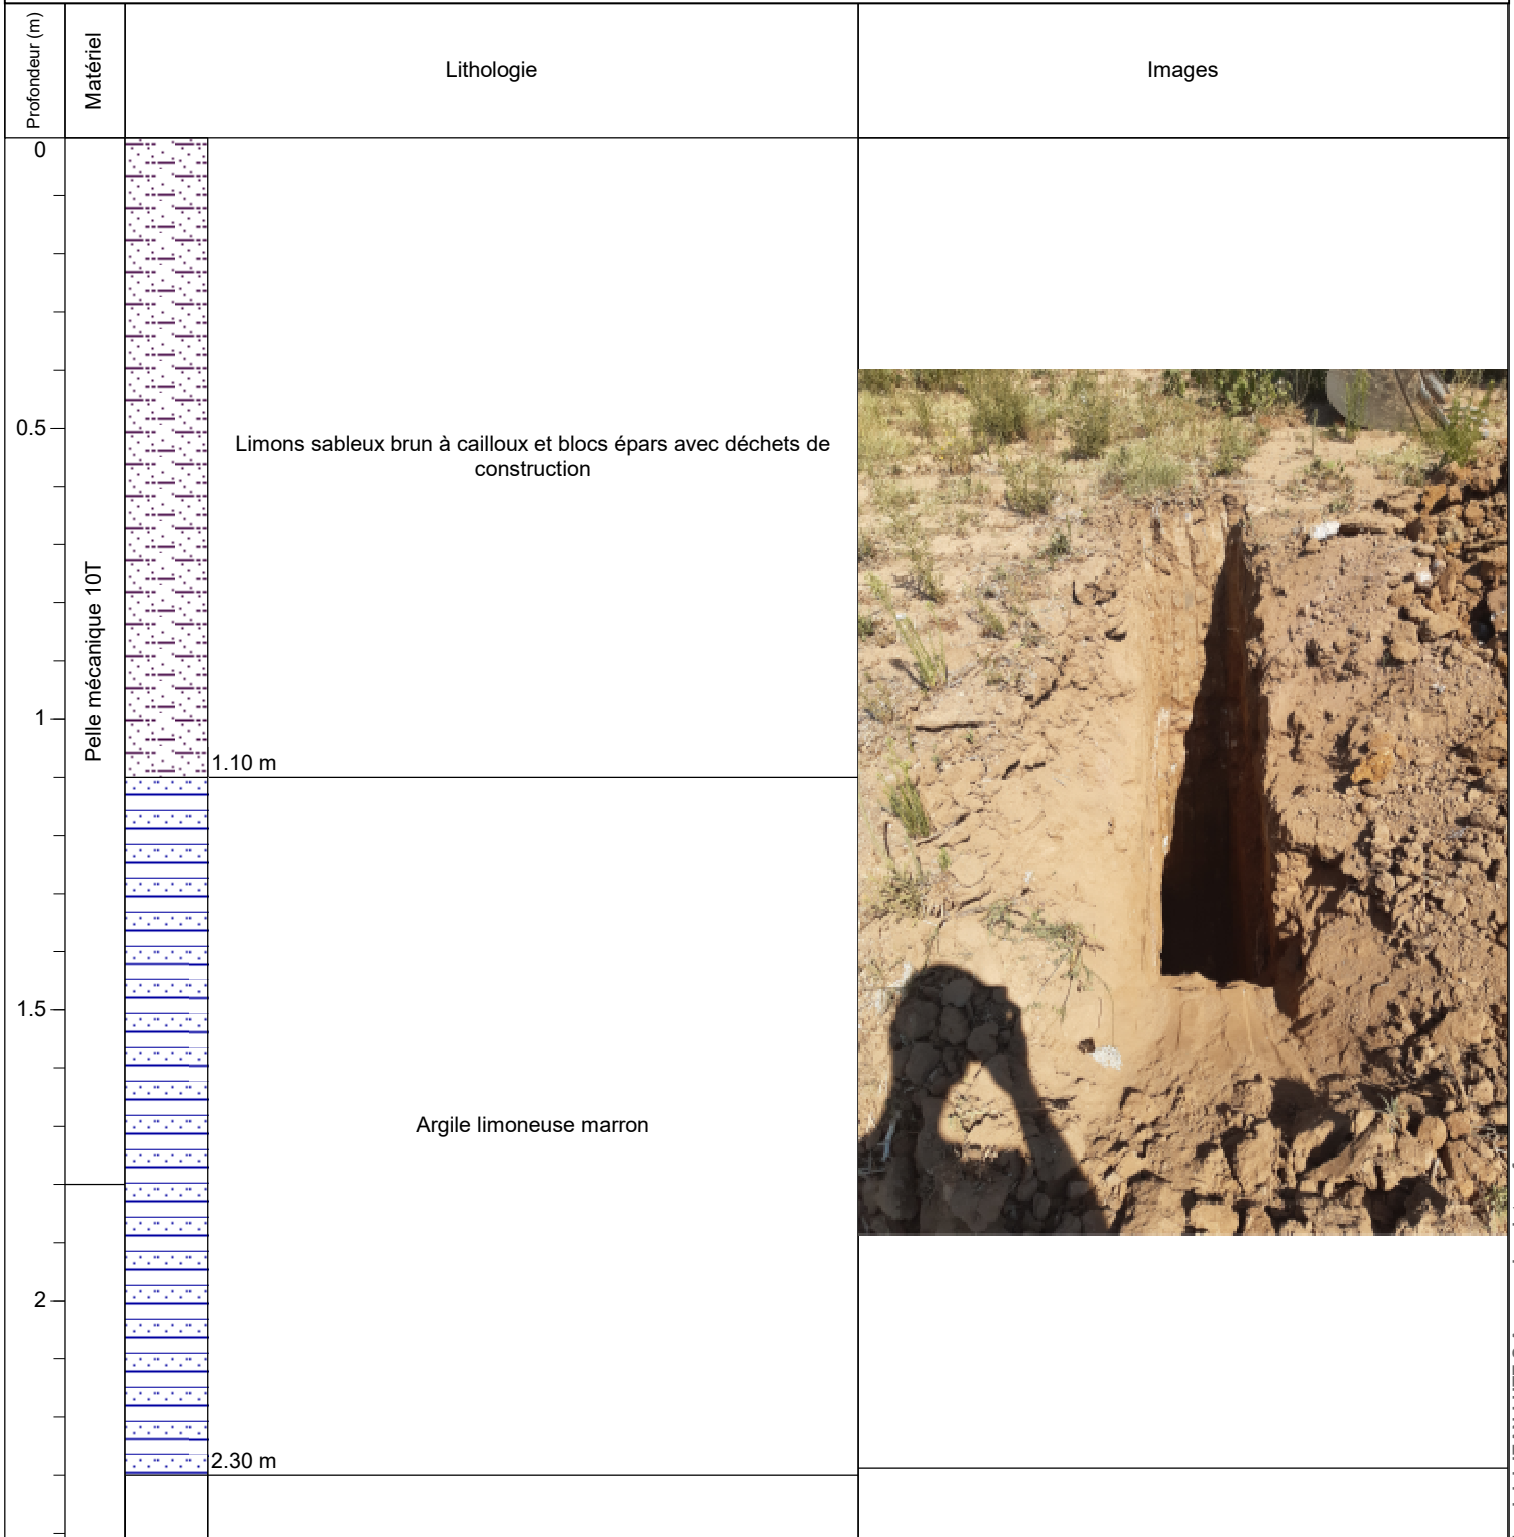 Profondeur (m)
Matériel
Lithologie
Images
0
0.5
1
1.5
2
Pelle mécanique 10T
Limons sableux brun à cailloux et blocs épars avec déchets de
construction
1.10 m
Argile limoneuse marron
2.30 m